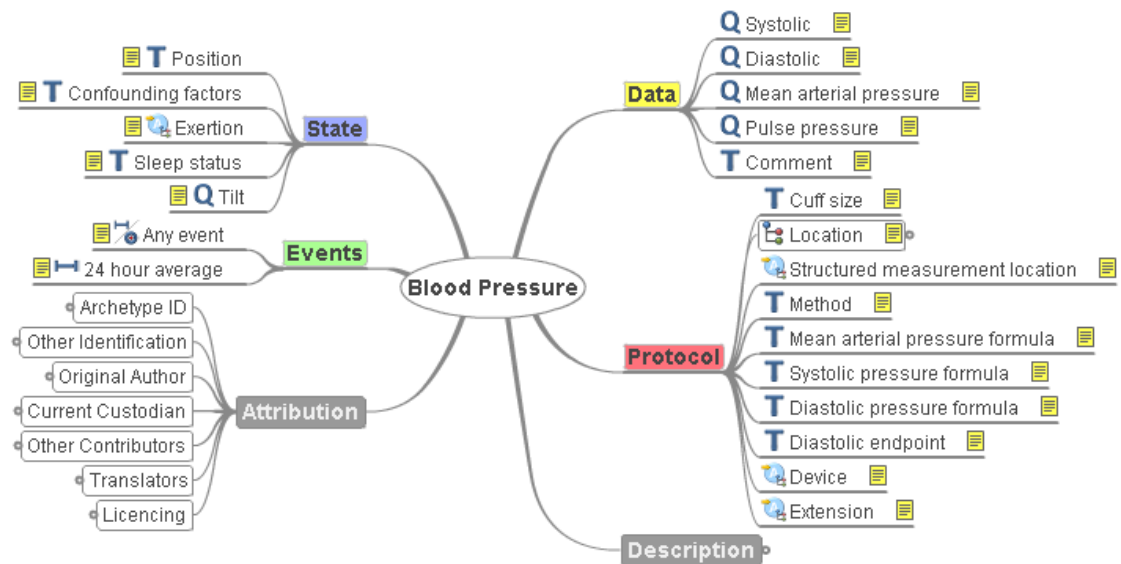 Blood Pressure
State
T Position
T Confounding factors
Exertion
T Sleep status
Q Tilt
Events
Any event
24 hour average
Attribution
Archetype ID
Other Identification
Original Author
Current Custodian
Other Contributors
Translators
Licencing
Data
Q Systolic
Q Diastolic
Q Mean arterial pressure
Q Pulse pressure
T Comment
Protocol
T Cuff size
Location
Structured measurement location
T Method
T Mean arterial pressure formula
T Systolic pressure formula
T Diastolic pressure formula
T Diastolic endpoint
Device
Extension
Description